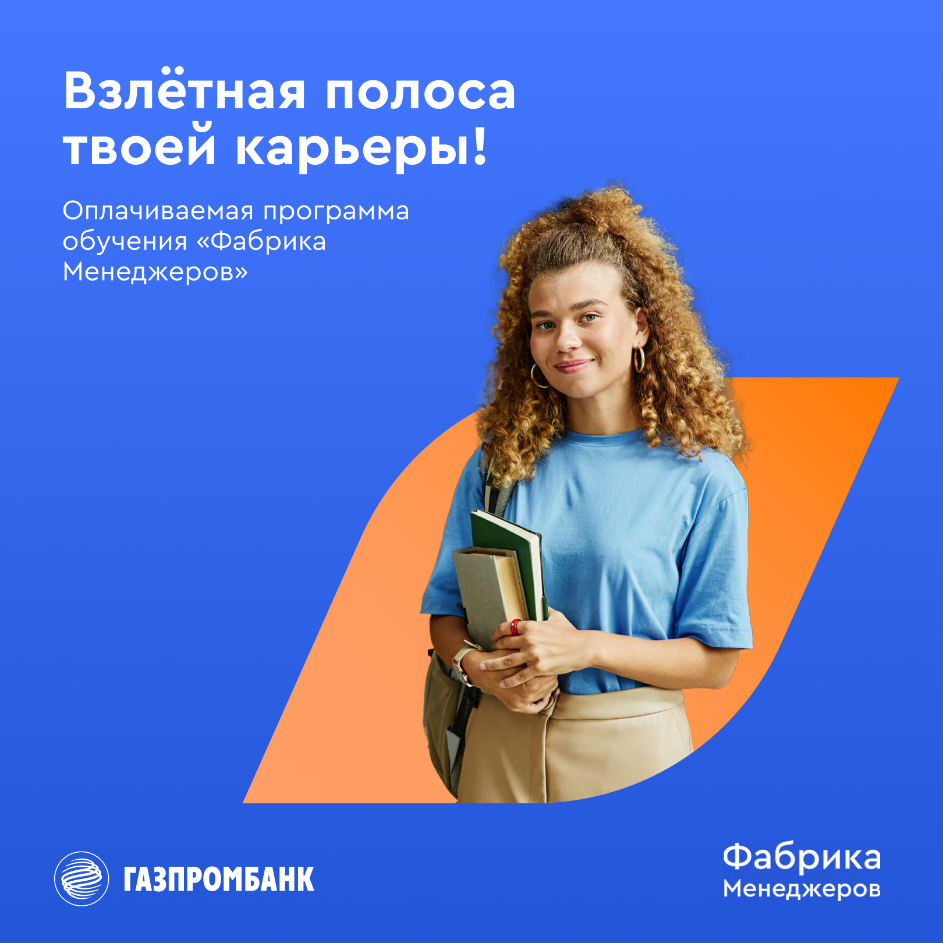 Взлётная полоса
твоей карьеры!
Оплачиваемая программа
обучения «Фабрика
Менеджеров»
ГАЗПРОМБАНК
Фабрика
Менеджеров